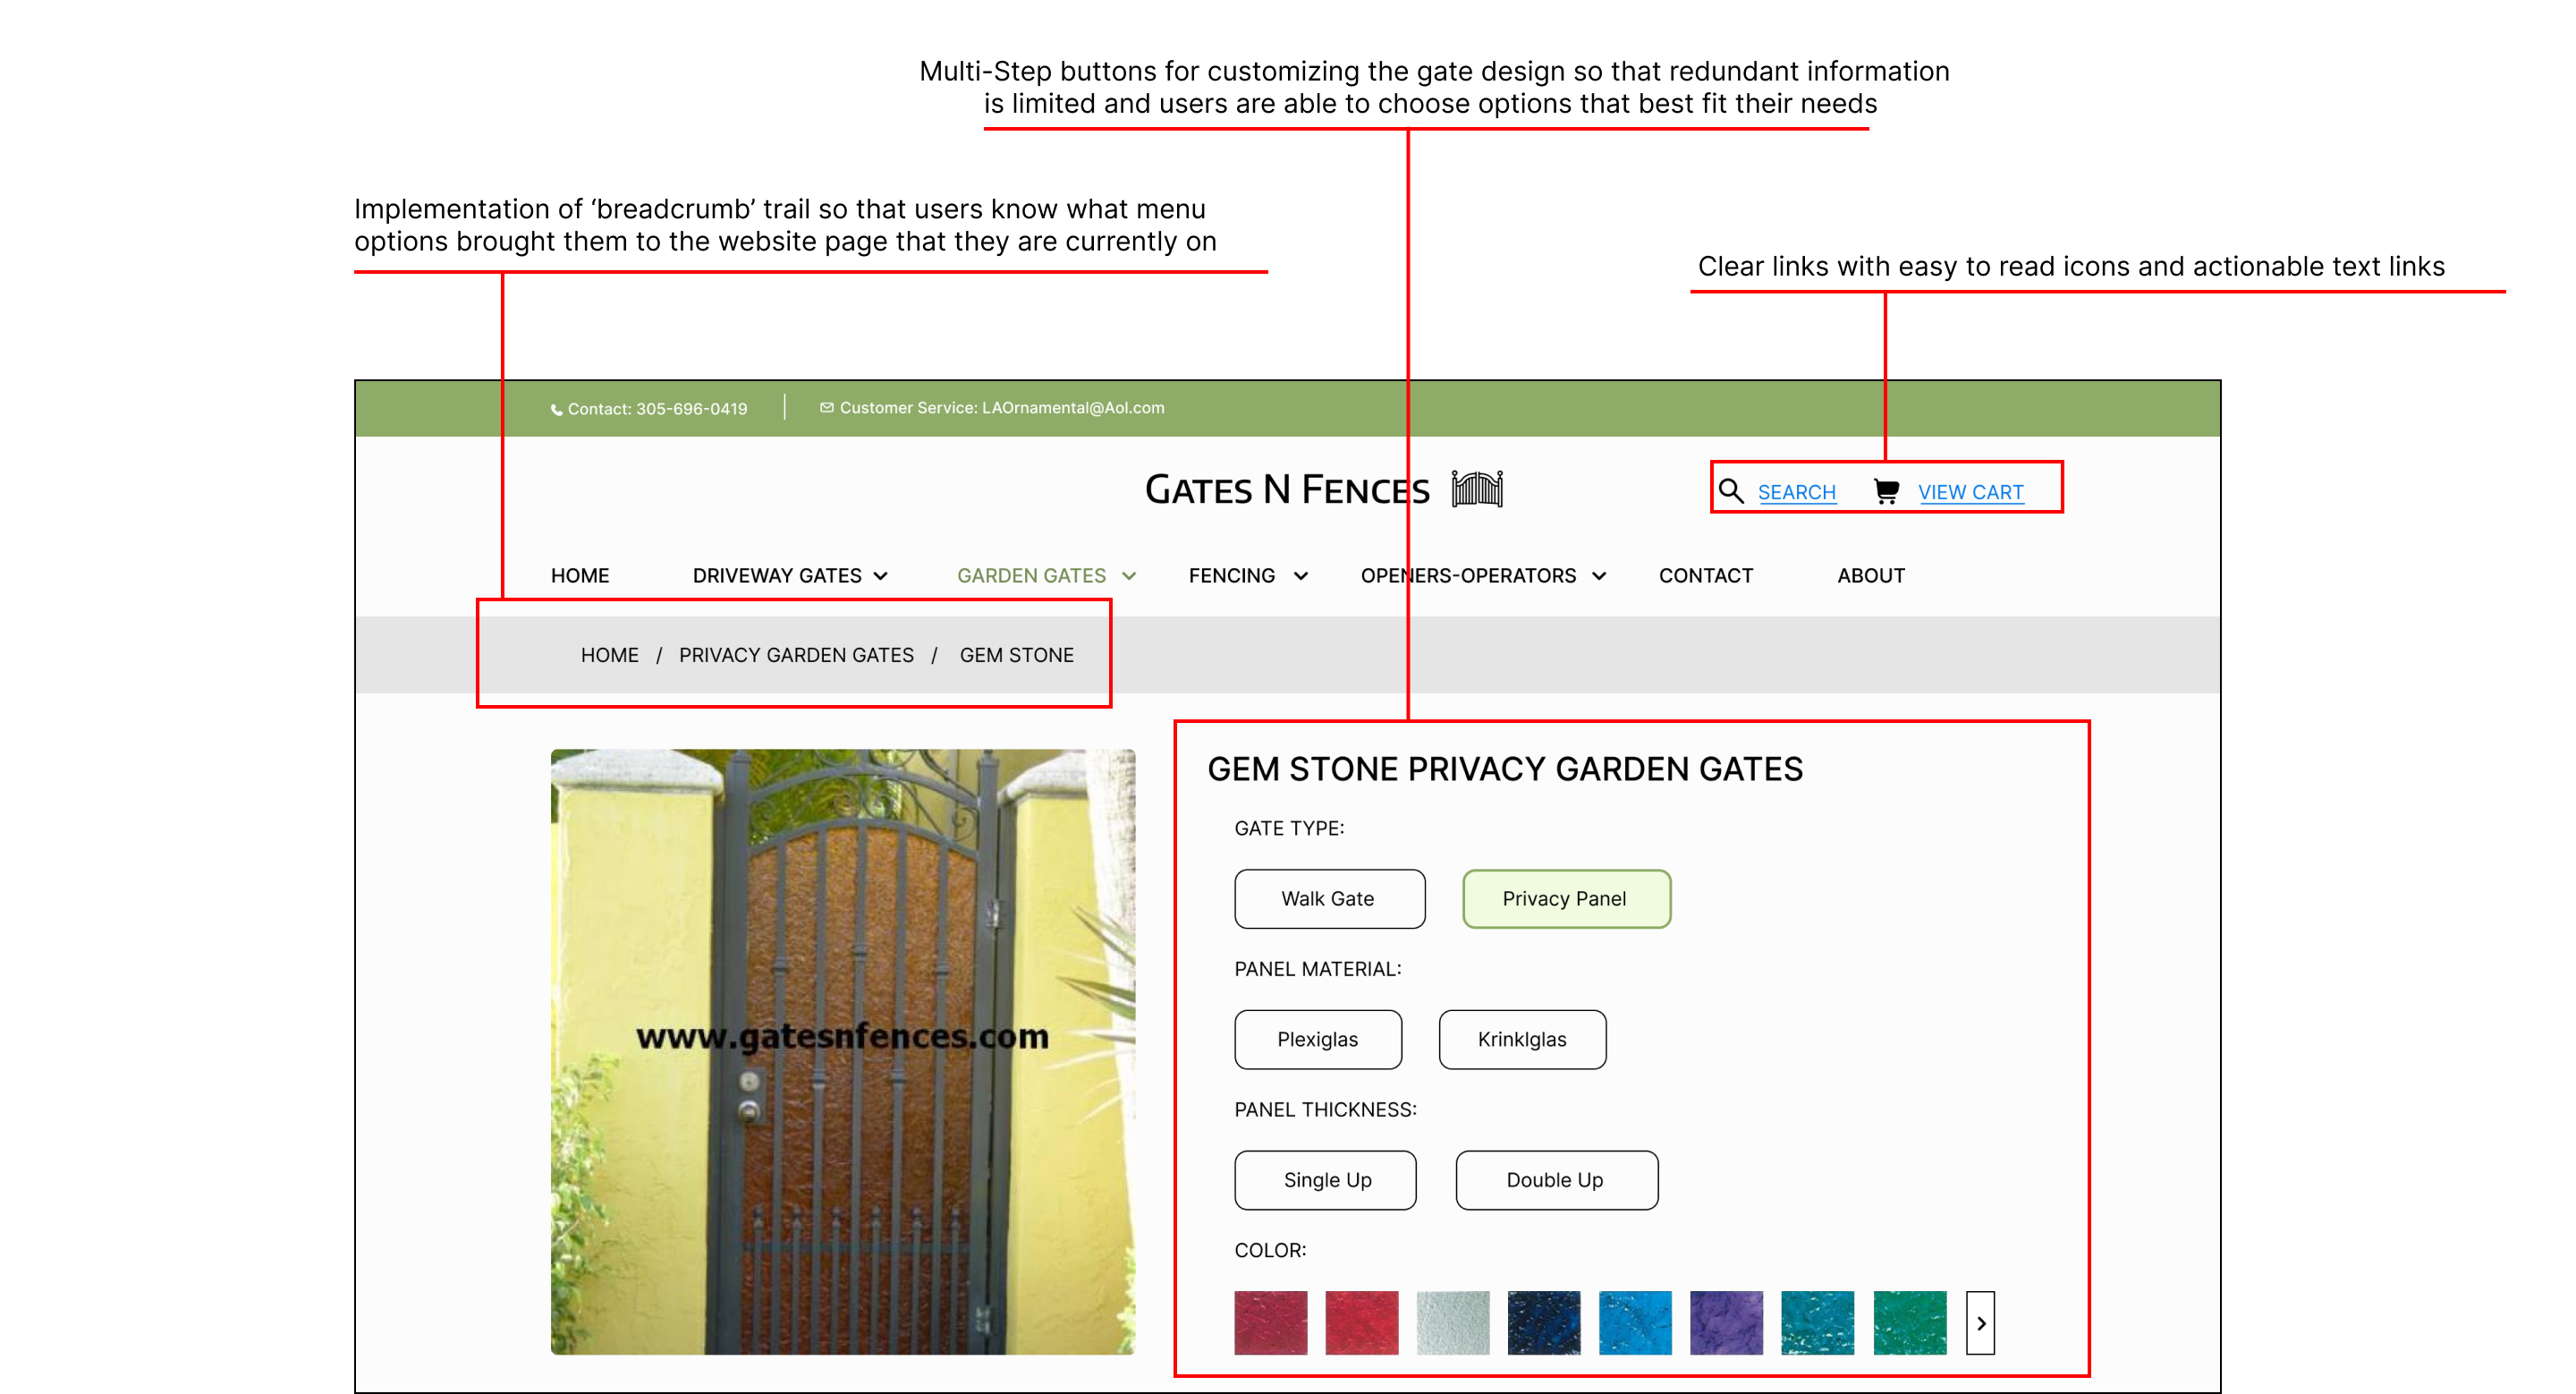 Multi-Step buttons for customizing the gate design so that redundant information
is limited and users are able to choose options that best fit their needs
Implementation of ‘breadcrumb’ trail so that users know what menu
options brought them to the website page that they are currently on
Clear links with easy to read icons and actionable text links
Contact: 305-696-0419
Customer Service: LAOrnamental@Aol.com
GATES N FENCES
SEARCH
VIEW CART
HOME
DRIVEWAY GATES
GARDEN GATES
FENCING
OPENERS-OPERATORS
CONTACT
ABOUT
HOME / PRIVACY GARDEN GATES / GEM STONE
www.gatesnfences.com
GEM STONE PRIVACY GARDEN GATES
GATE TYPE:
Walk Gate
Privacy Panel
PANEL MATERIAL:
Plexiglas
Krinklglas
PANEL THICKNESS:
Single Up
Double Up
COLOR: